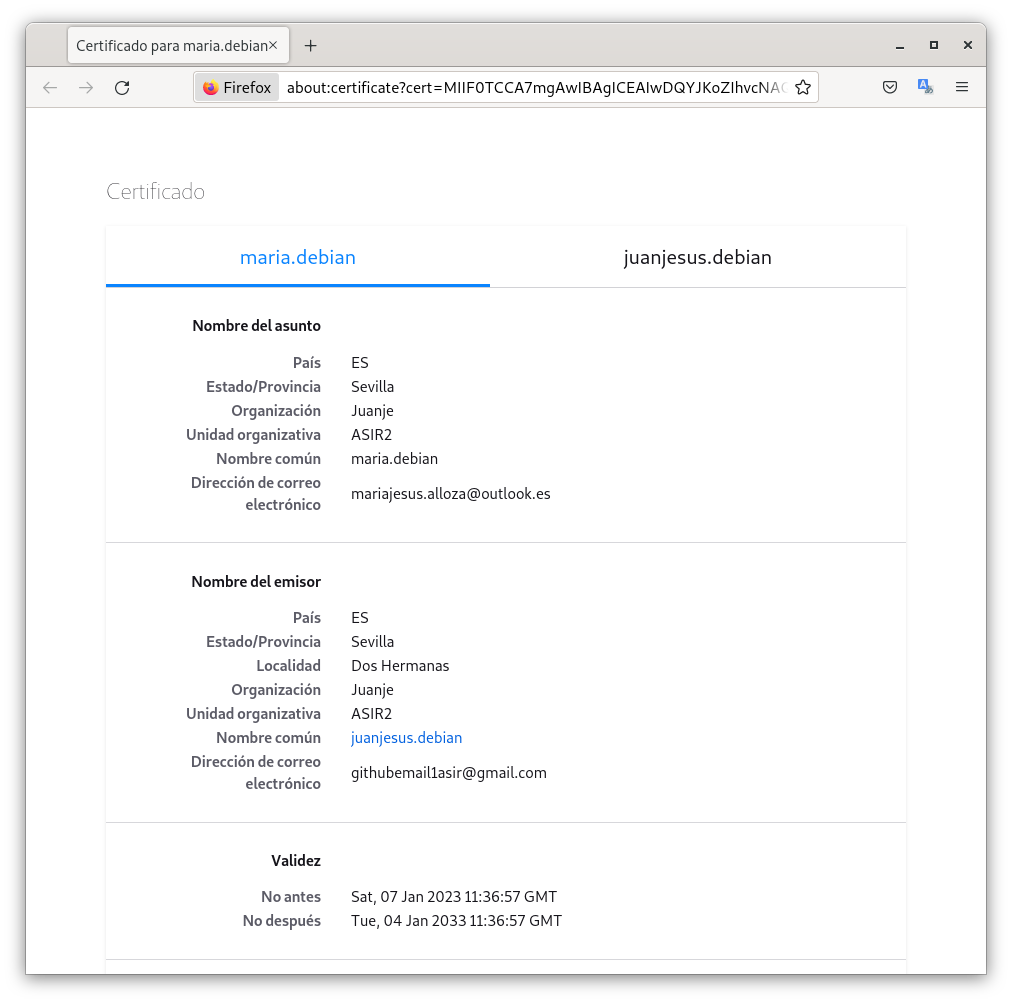 Certificado para maria.debian
Firefox
about:certificate?cert=MIIF0TCCA7mgAwIBAgICEAIwDQYJKoZIhvcNAQ
Certificado
maria.debian
juanjesus.debian
Nombre del asunto
País ES
Estado/Provincia Sevilla
Organización Juanje
Unidad organizativa ASIR2
Nombre común maria.debian
Dirección de correo
electrónico mariajesus.alloza@outlook.es
Nombre del emisor
País ES
Estado/Provincia Sevilla
Localidad Dos Hermanas
Organización Juanje
Unidad organizativa ASIR2
Nombre común juanjesus.debian
Dirección de correo
electrónico githubemail1asir@gmail.com
Validez
No antes Sat, 07 Jan 2023 11:36:57 GMT
No después Tue, 04 Jan 2033 11:36:57 GMT